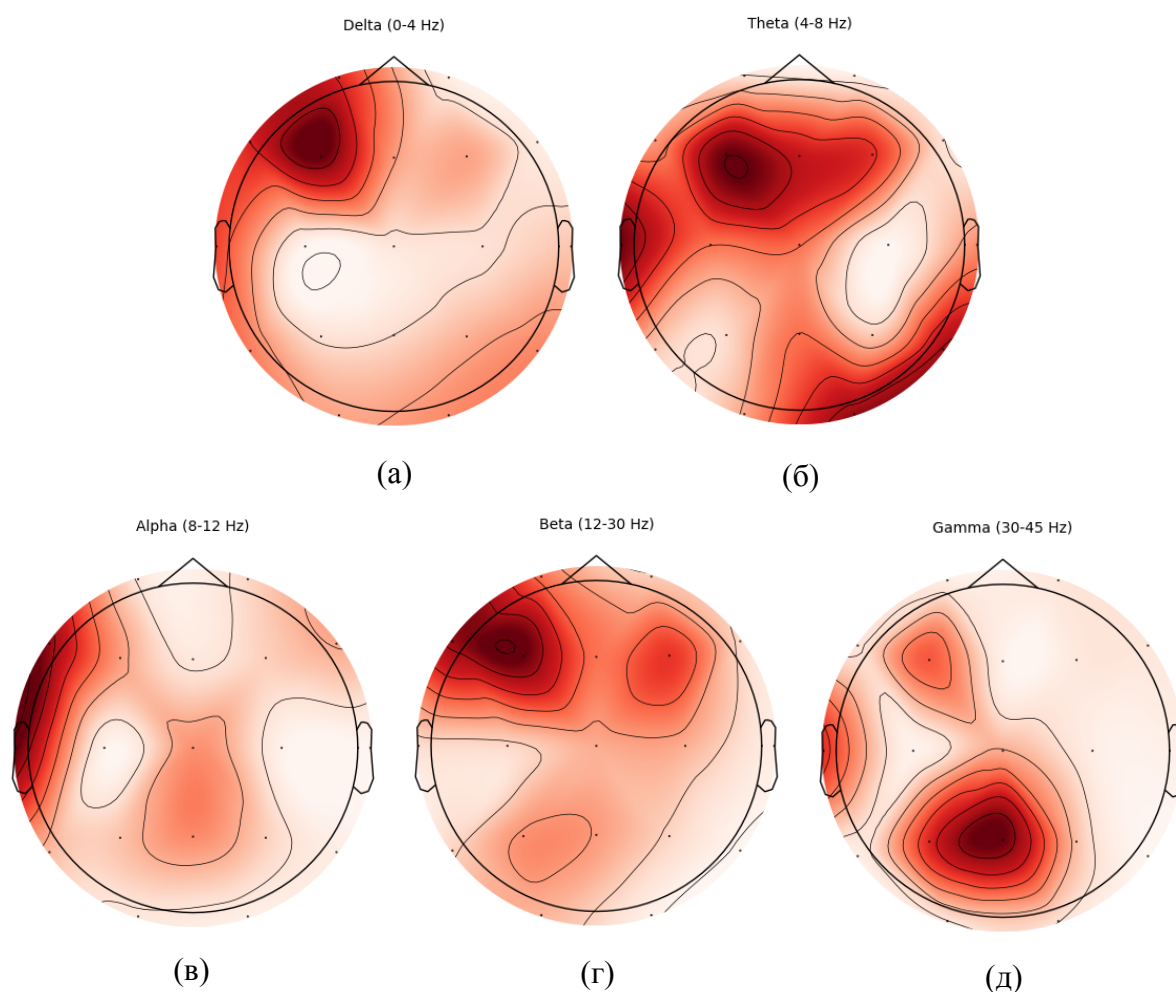 Delta (0-4 Hz)
Theta (4-8 Hz)
(а)
(б)
Alpha (8-12 Hz)
Beta (12-30 Hz)
Gamma (30-45 Hz)
(в)
(г)
(д)